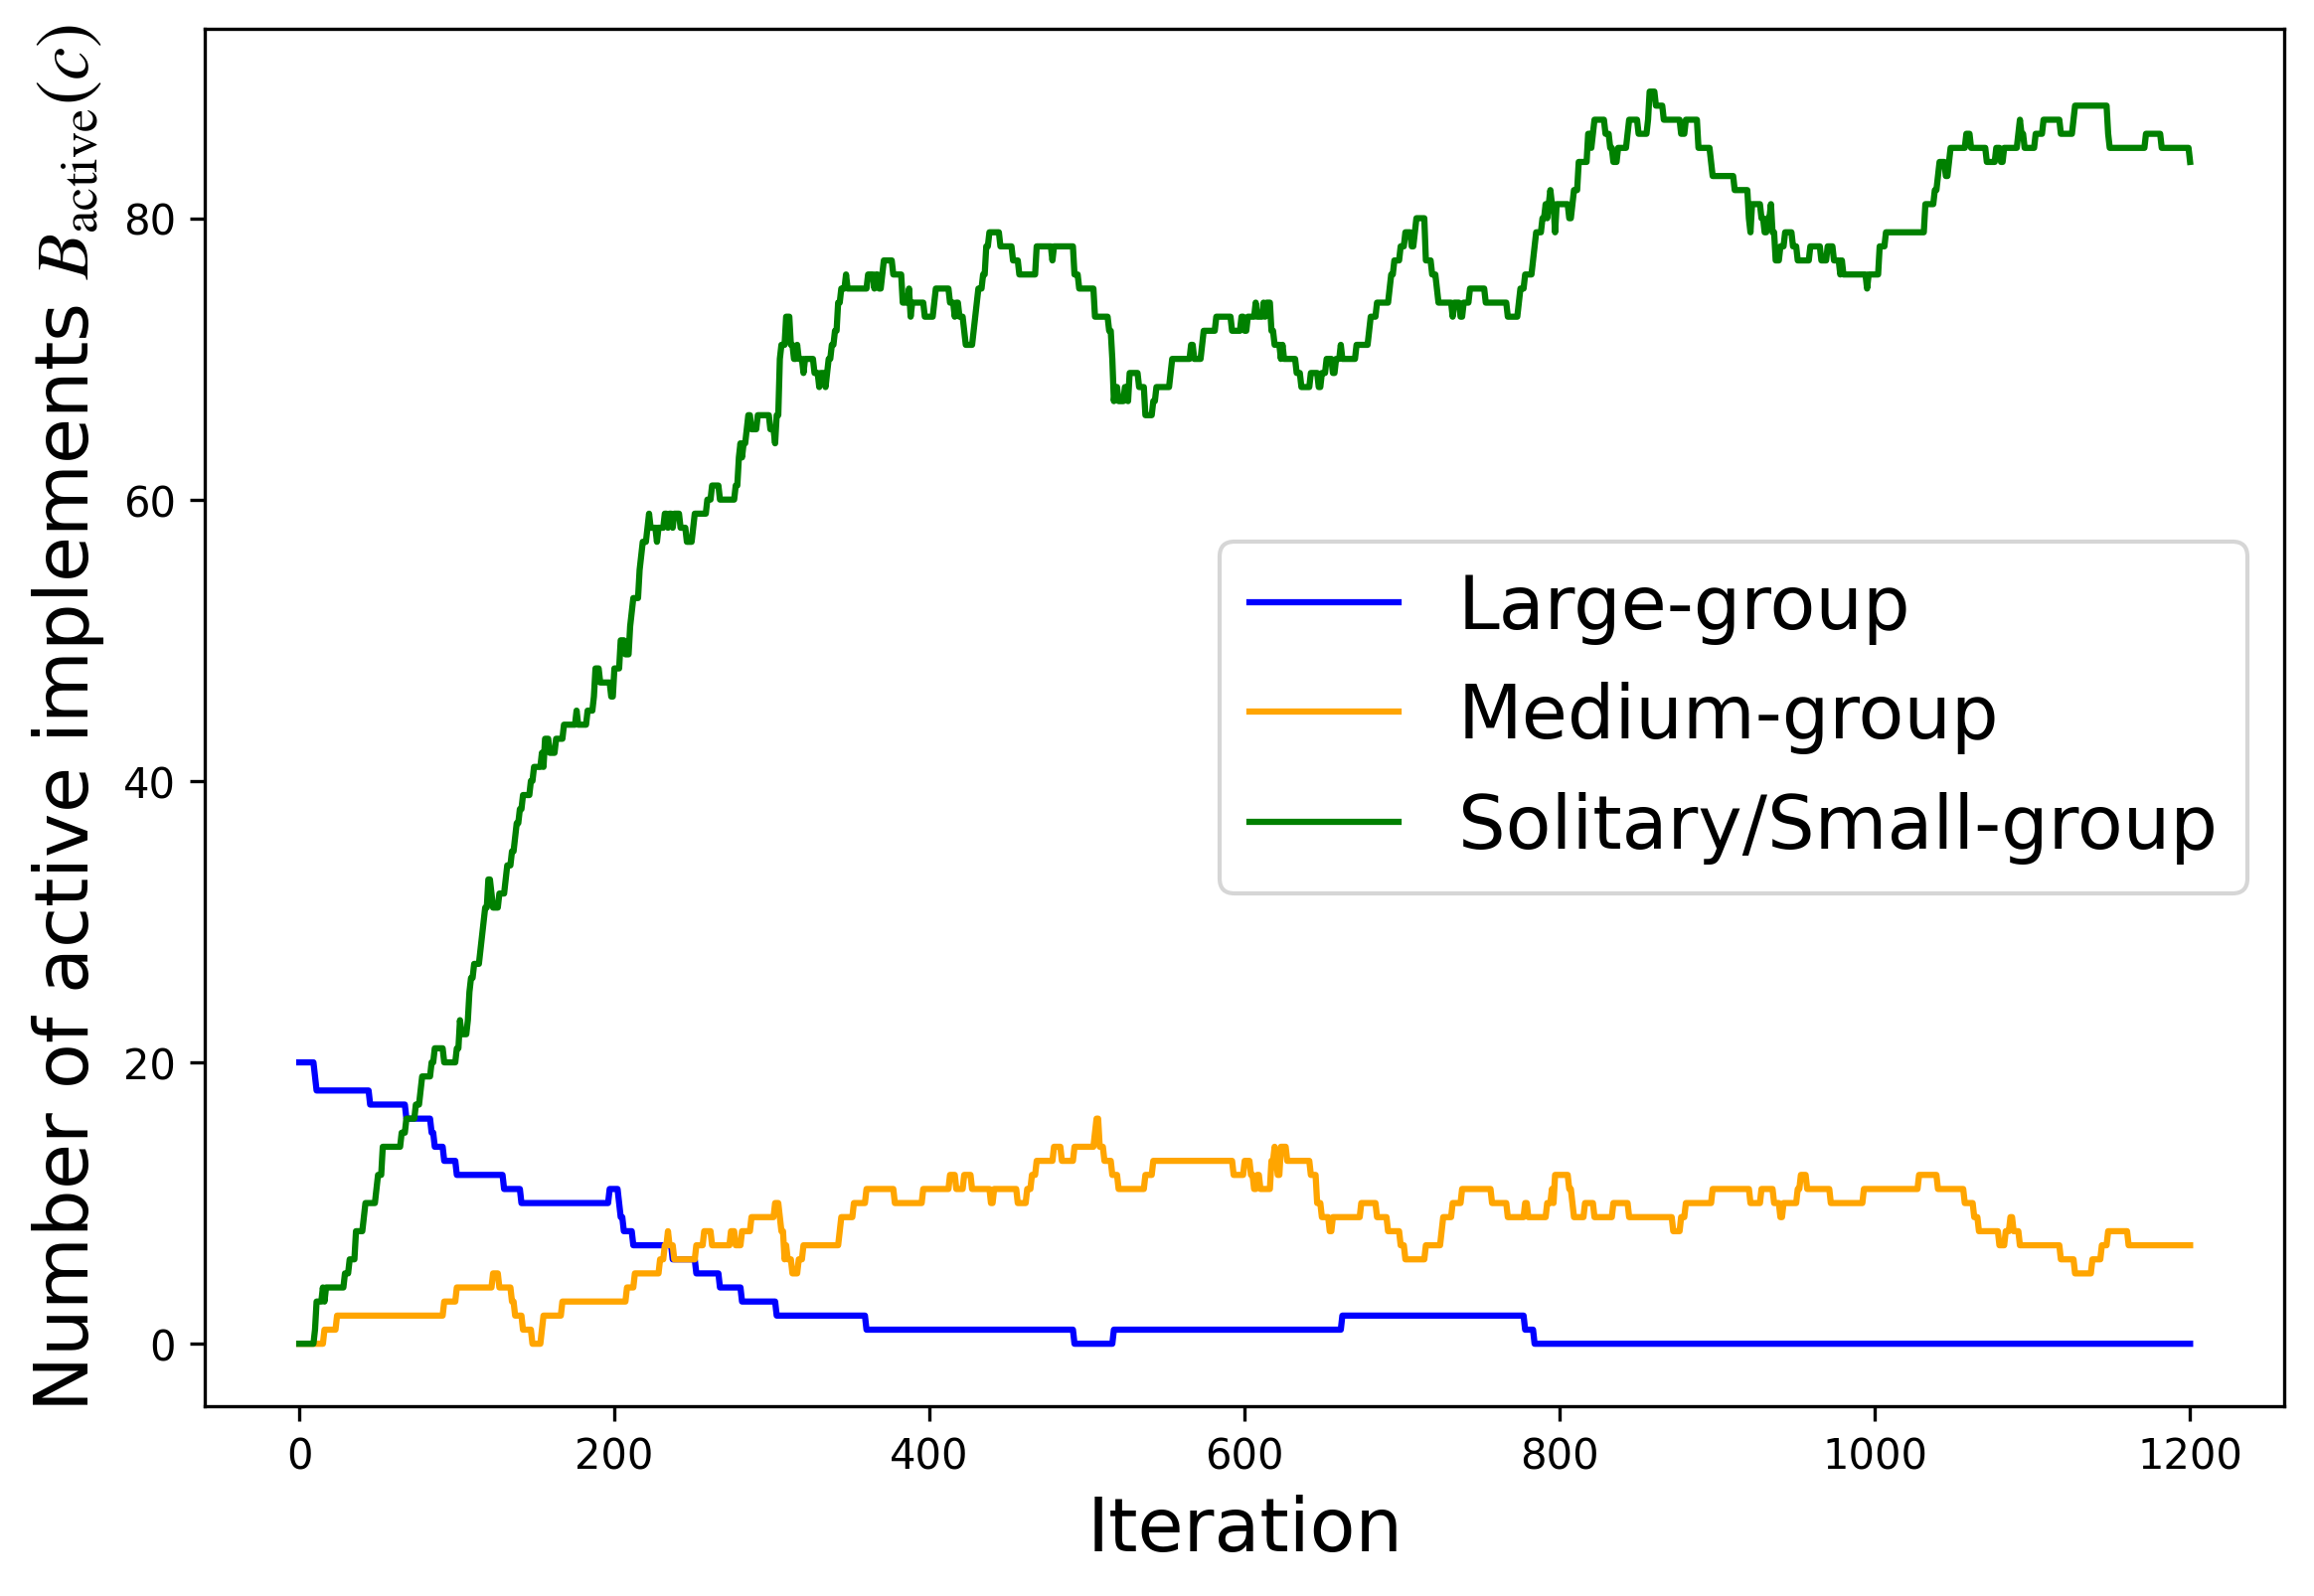 Number of active implements B_active(c)
80
60
40
20
0
Large-group
Medium-group
Solitary/Small-group
0 200 400 600 800 1000 1200
Iteration